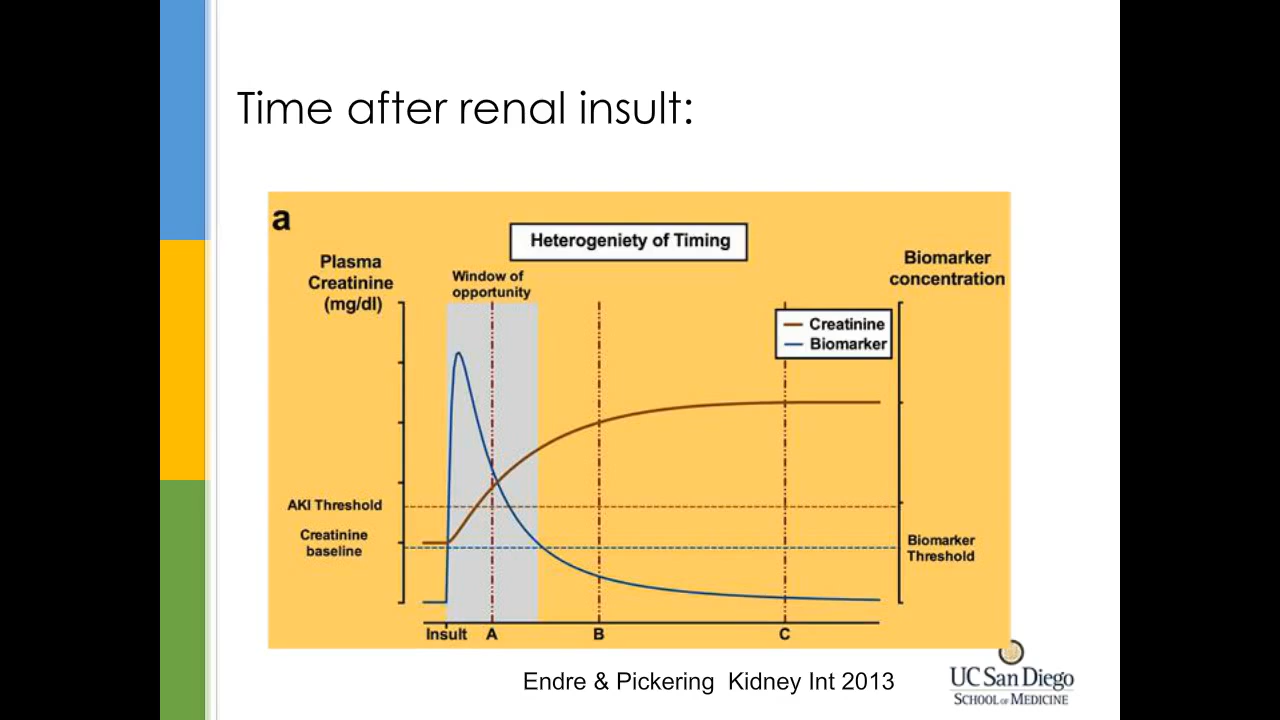 Time after renal insult:
a
Heterogeniety of Timing
Plasma
Creatinine
(mg/dl)
Window of
opportunity
Biomarker
concentration
Creatinine
Biomarker
AKI Threshold
Creatinine
baseline
Biomarker
Threshold
Insult A B C
Endre & Pickering Kidney Int 2013
UC San Diego
SCHOOL OF MEDICINE